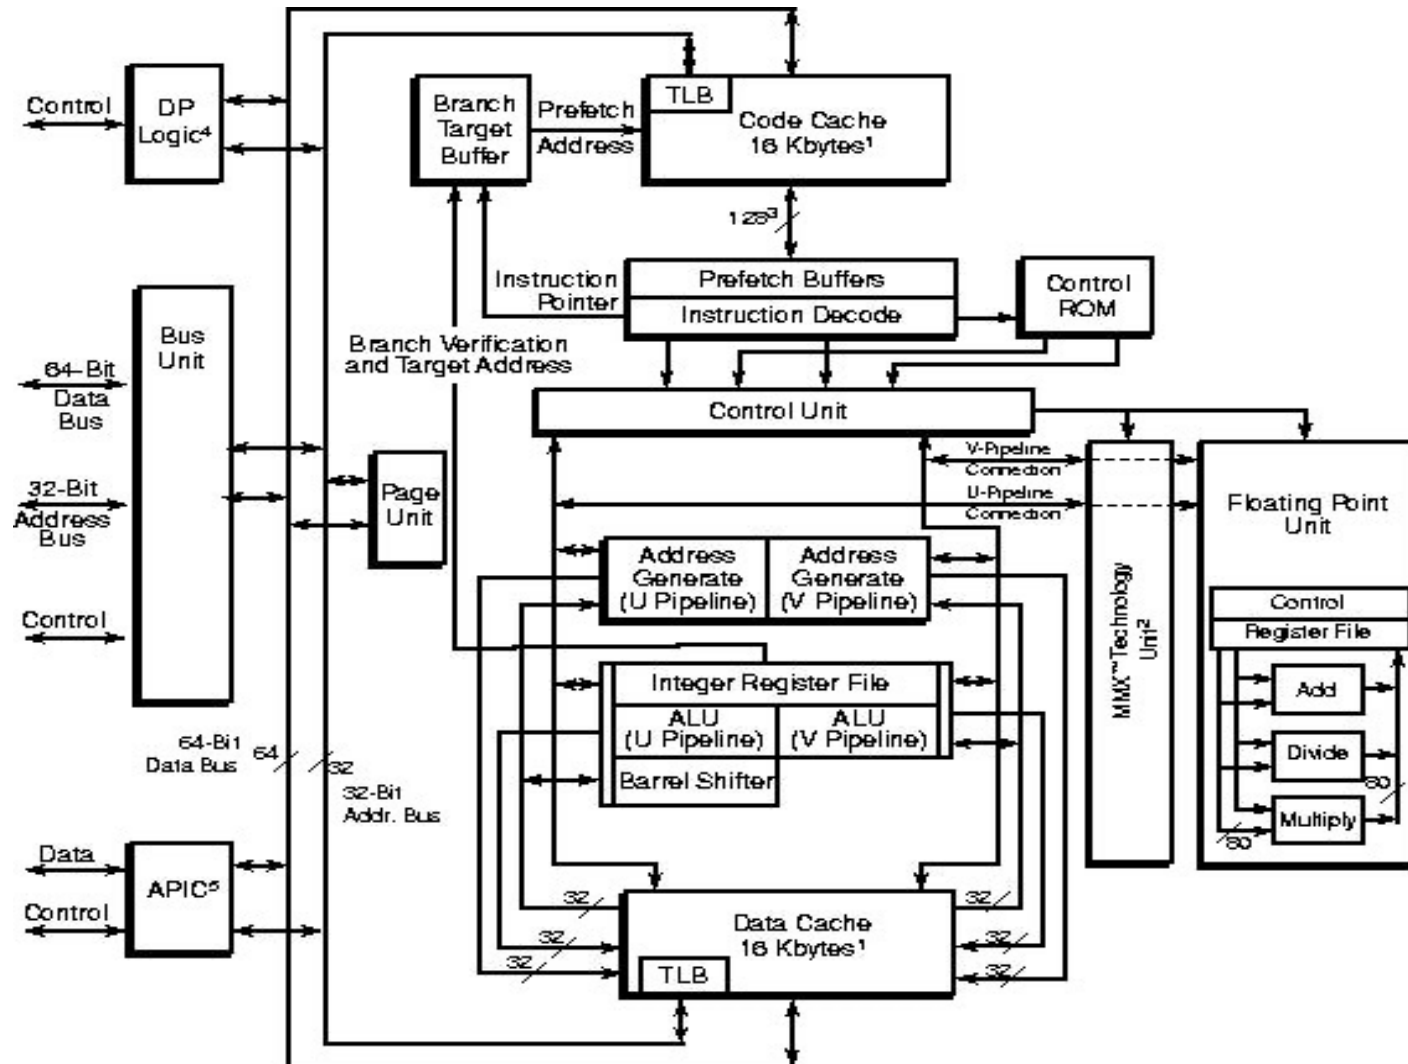 Control
DP
Logic⁴
Branch
Target
Buffer
Prefetch
Address
TLB
Code Cache
16 Kbytes¹
128³
Instruction
Pointer
Prefetch Buffers
Instruction Decode
Control
ROM
Bus
Unit
64-Bit
Data
Bus
32-Bit
Address
Bus
Control
Branch Verification
and Target Address
Control Unit
V-Pipeline
Connection
U-Pipeline
Connection
Page
Unit
Address
Generate
(U Pipeline)
Address
Generate
(V Pipeline)
MMX™ Technology
Unit²
Floating Point
Unit
Control
Register File
Add
Divide
Multiply
80
80
Integer Register File
ALU
(U Pipeline)
ALU
(V Pipeline)
Barrel Shifter
64-Bit
Data Bus
64
32
32-Bit
Addr. Bus
Data
Control
APIC⁵
32
32
32
Data Cache
16 Kbytes¹
TLB
32
32
32